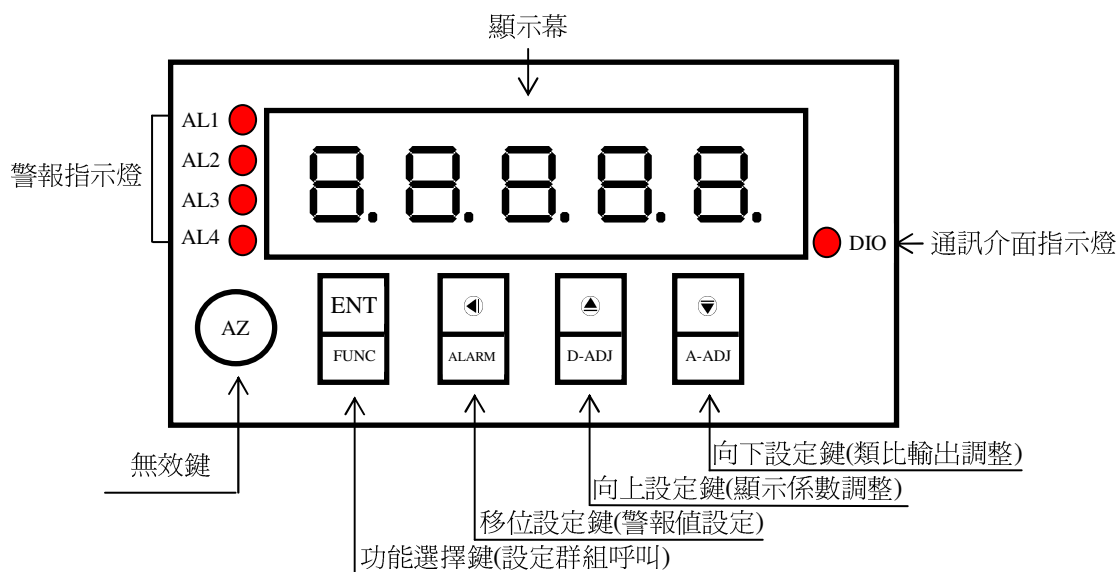 顯示幕
AL1
AL2
警報指示燈
AL3
AL4
8.8.8.8.8.
DIO
通訊介面指示燈
AZ
ENT
FUNC
ALARM
D-ADJ
A-ADJ
無效鍵
向下設定鍵(類比輸出調整)
向上設定鍵(顯示係數調整)
移位設定鍵(警報值設定)
功能選擇鍵(設定群組呼叫)